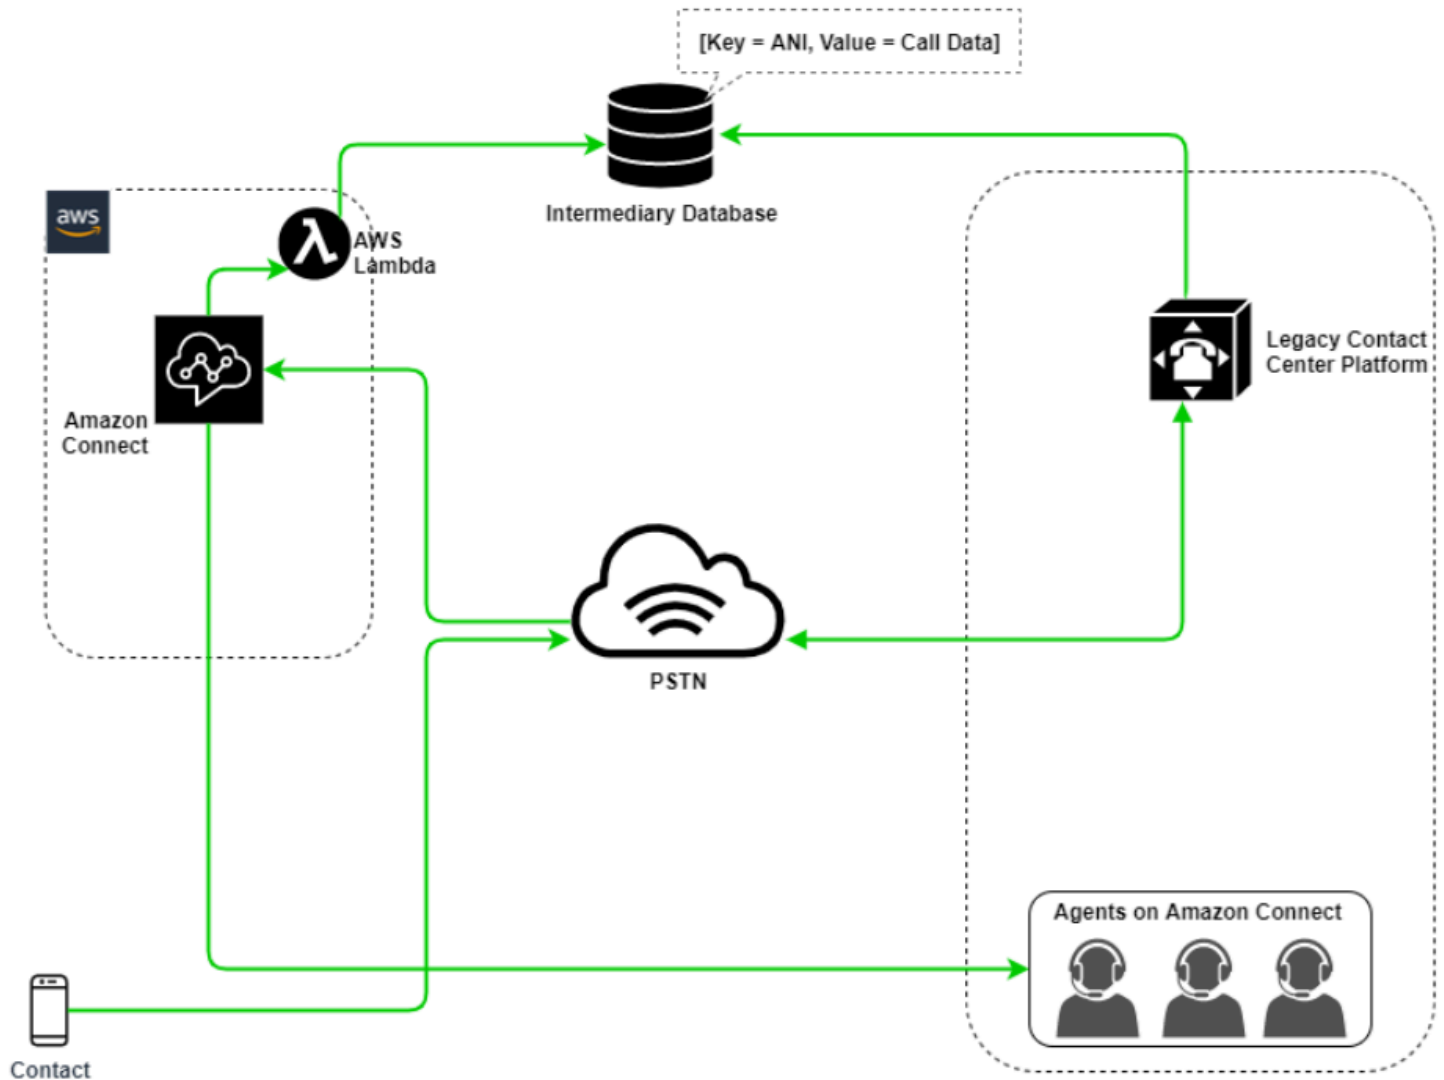 [Key = ANI, Value = Call Data]
Intermediary Database
aws
AWS
Lambda
Amazon
Connect
Legacy Contact
Center Platform
PSTN
Agents on Amazon Connect
Contact